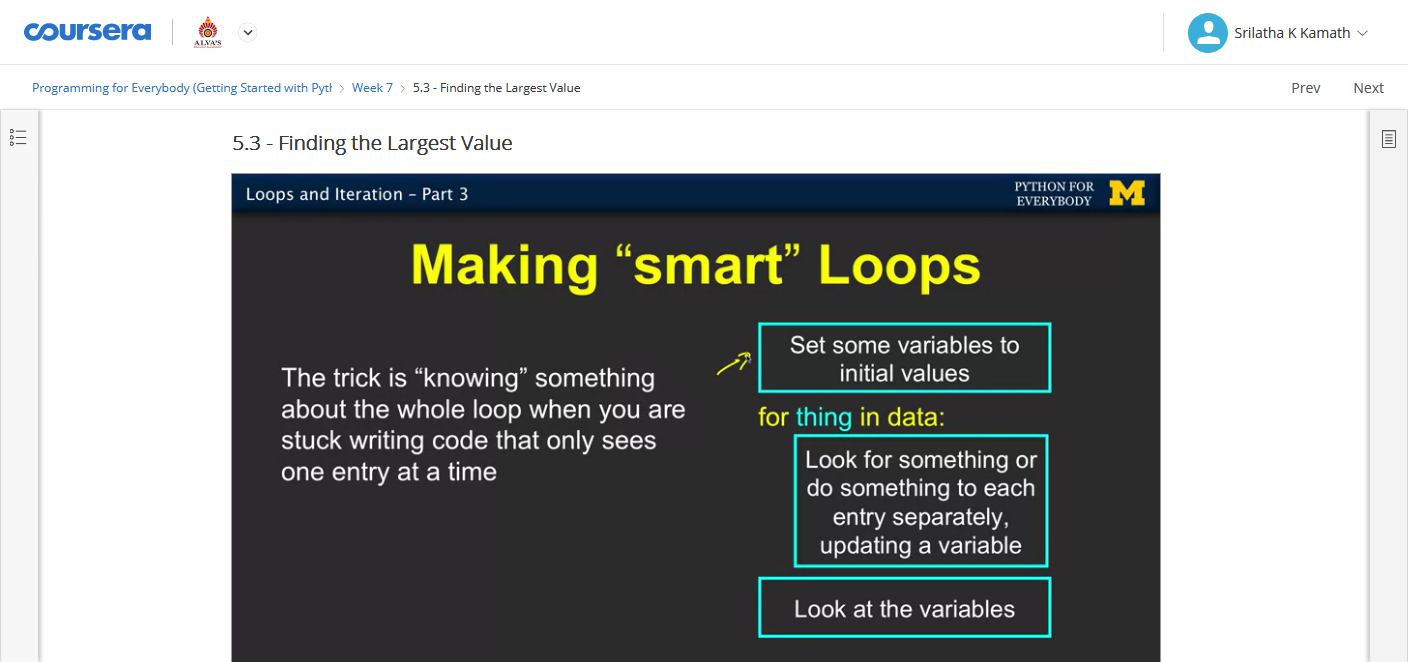 coursera
ALVA'S
Srilatha K Kamath
Programming for Everybody (Getting Started with Pyth
Week 7
5.3 - Finding the Largest Value
Prev
Next
5.3 - Finding the Largest Value
Loops and Iteration – Part 3
PYTHON FOR
EVERYBODY
M
Making “smart” Loops
The trick is “knowing” something
about the whole loop when you are
stuck writing code that only sees
one entry at a time
Set some variables to
initial values
for thing in data:
Look for something or
do something to each
entry separately,
updating a variable
Look at the variables